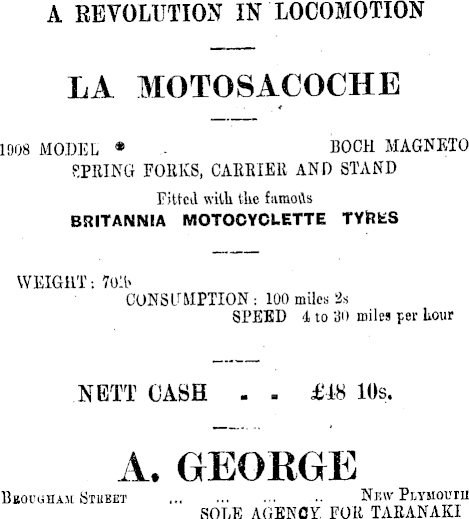 A REVOLUTION IN LOCOMOTION
LA MOTOSACOCHE
1908 MODEL * BOCH MAGNETO
SPRING FORKS, CARRIER AND STAND
Fitted with the famous
BRITANNIA MOTOCYCLETTE TYRES
WEIGHT: 70lb
CONSUMPTION: 100 miles 2s
SPEED 4 to 30 miles per hour
NETT CASH . . £48 10s.
A. GEORGE
BROUGHAM STREET ... ... ... .. NEW PLYMOUTH
SOLE AGENCY FOR TARANAKI